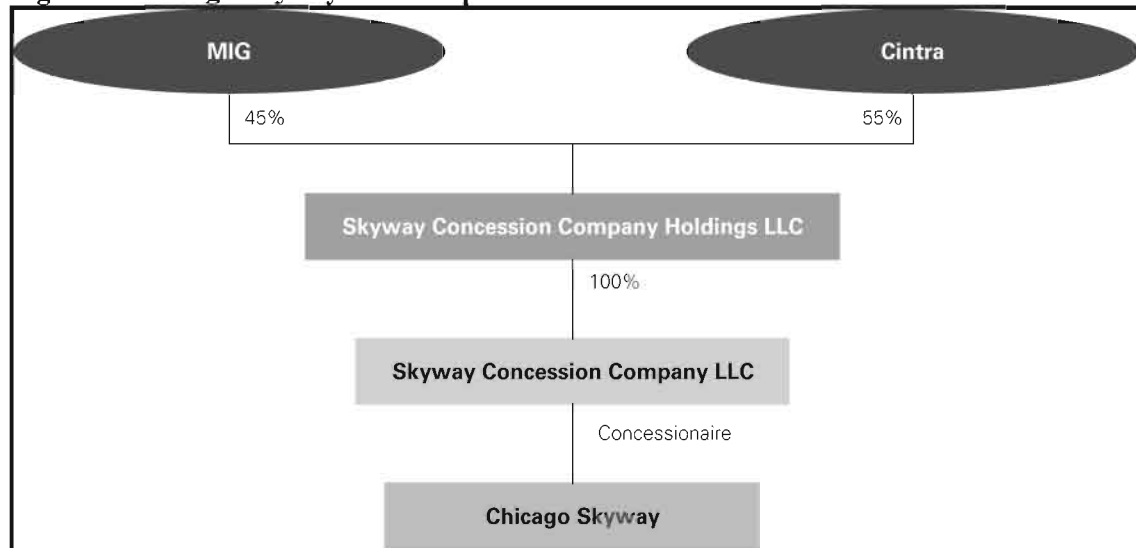 MIG
Cintra
45%
55%
Skyway Concession Company Holdings LLC
100%
Skyway Concession Company LLC
Concessionaire
Chicago Skyway